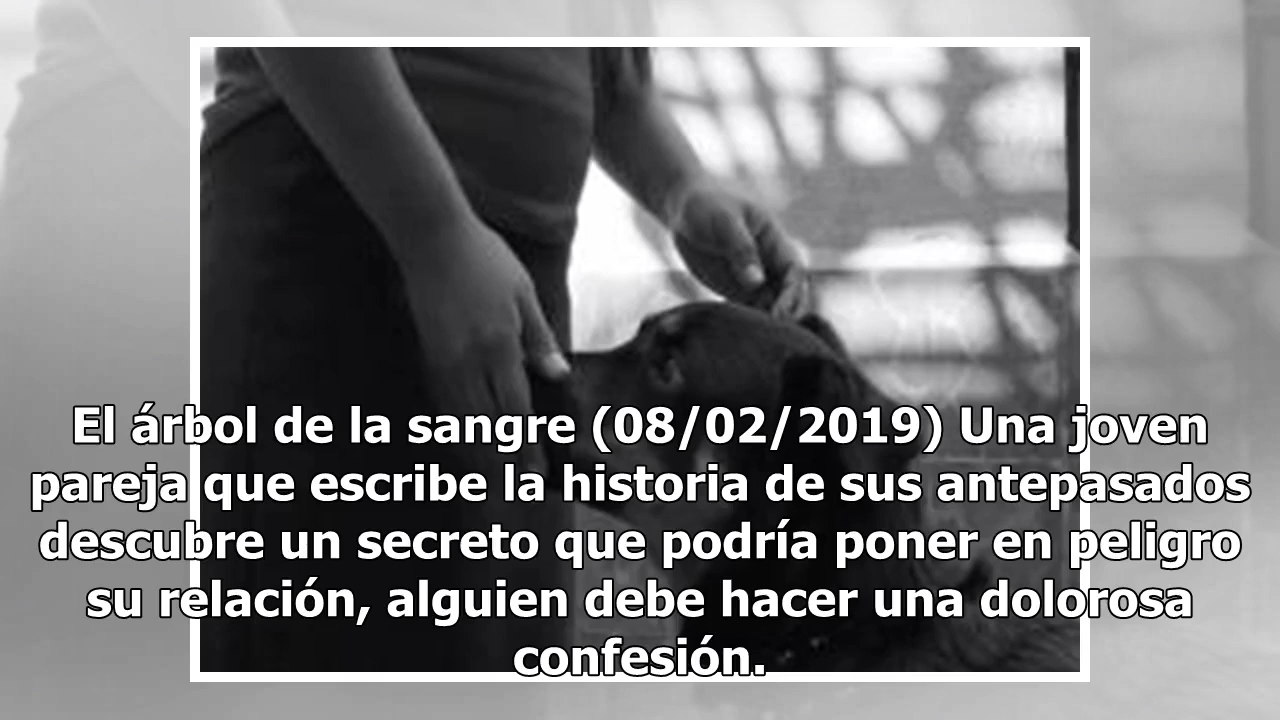 El árbol de la sangre (08/02/2019) Una joven
pareja que escribe la historia de sus antepasados
descubre un secreto que podría poner en peligro
su relación, alguien debe hacer una dolorosa
confesión.